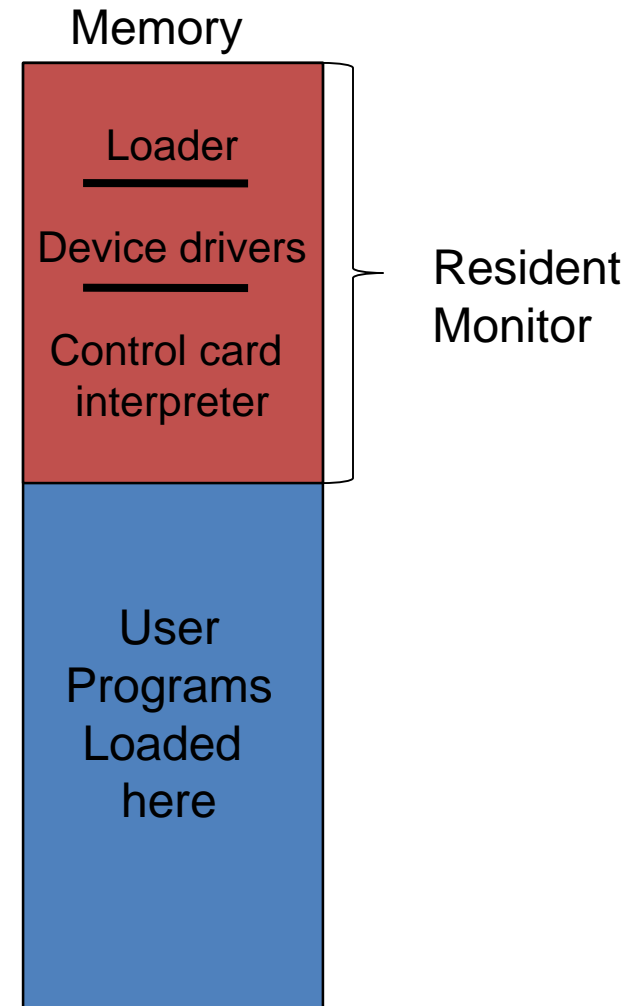 Memory
Loader
Device drivers
Control card
interpreter
Resident
Monitor
User
Programs
Loaded
here